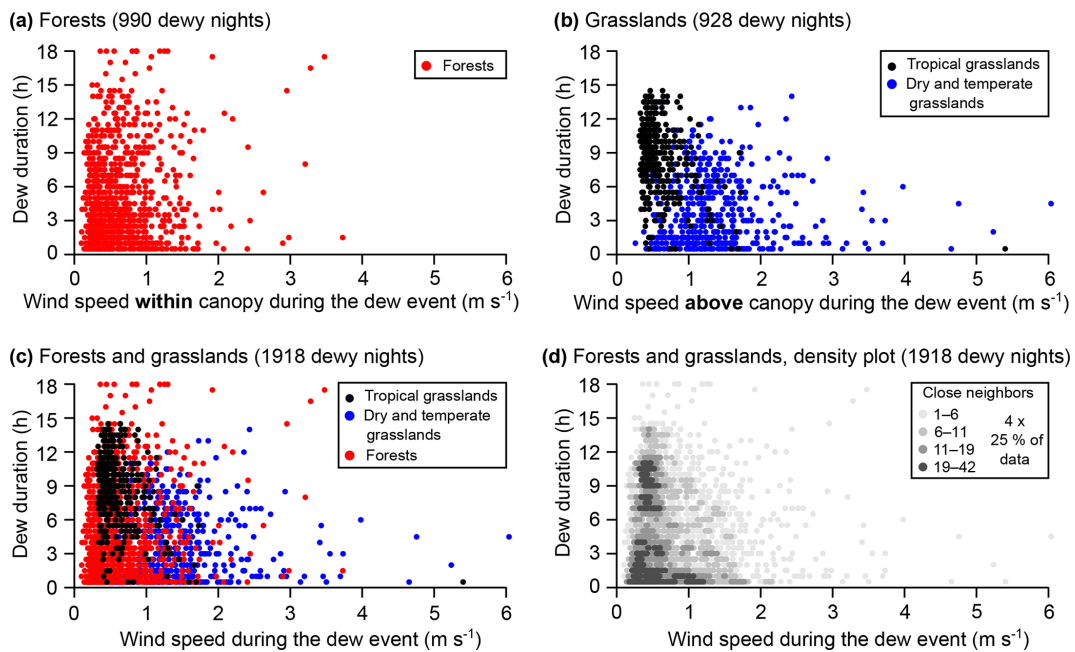 (a) Forests (990 dewy nights)
Dew duration (h)
18
15
12
9
6
3
0
Forests
0 1 2 3 4 5 6
Wind speed within canopy during the dew event (m s⁻¹)
(b) Grasslands (928 dewy nights)
Dew duration (h)
18
15
12
9
6
3
0
Tropical grasslands
Dry and temperate
grasslands
0 1 2 3 4 5 6
Wind speed above canopy during the dew event (m s⁻¹)
(c) Forests and grasslands (1918 dewy nights)
Dew duration (h)
18
15
12
9
6
3
0
Tropical grasslands
Dry and temperate
grasslands
Forests
0 1 2 3 4 5 6
Wind speed during the dew event (m s⁻¹)
(d) Forests and grasslands, density plot (1918 dewy nights)
Dew duration (h)
18
15
12
9
6
3
0
Close neighbors
1–6
6–11
11–19
19–42
4 x
25 % of
data
0 1 2 3 4 5 6
Wind speed during the dew event (m s⁻¹)